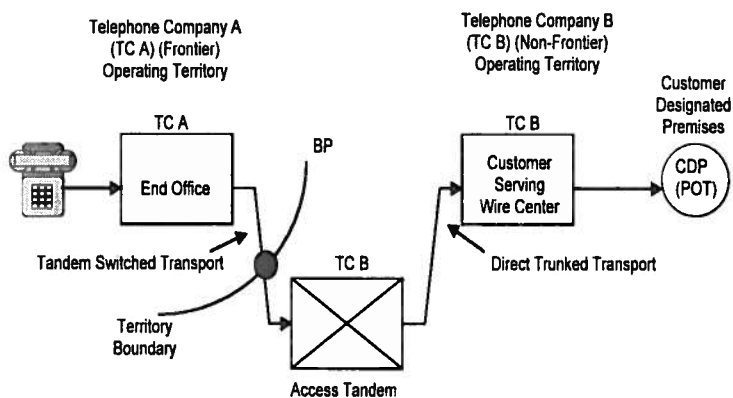 Telephone Company A
(TC A) (Frontier)
Operating Territory
Telephone Company B
(TC B) (Non-Frontier)
Operating Territory
Customer
Designated
Premises
TC A
End Office
BP
TC B
Customer
Serving
Wire Center
CDP
(POT)
Tandem Switched Transport
Direct Trunked Transport
TC B
Territory
Boundary
Access Tandem